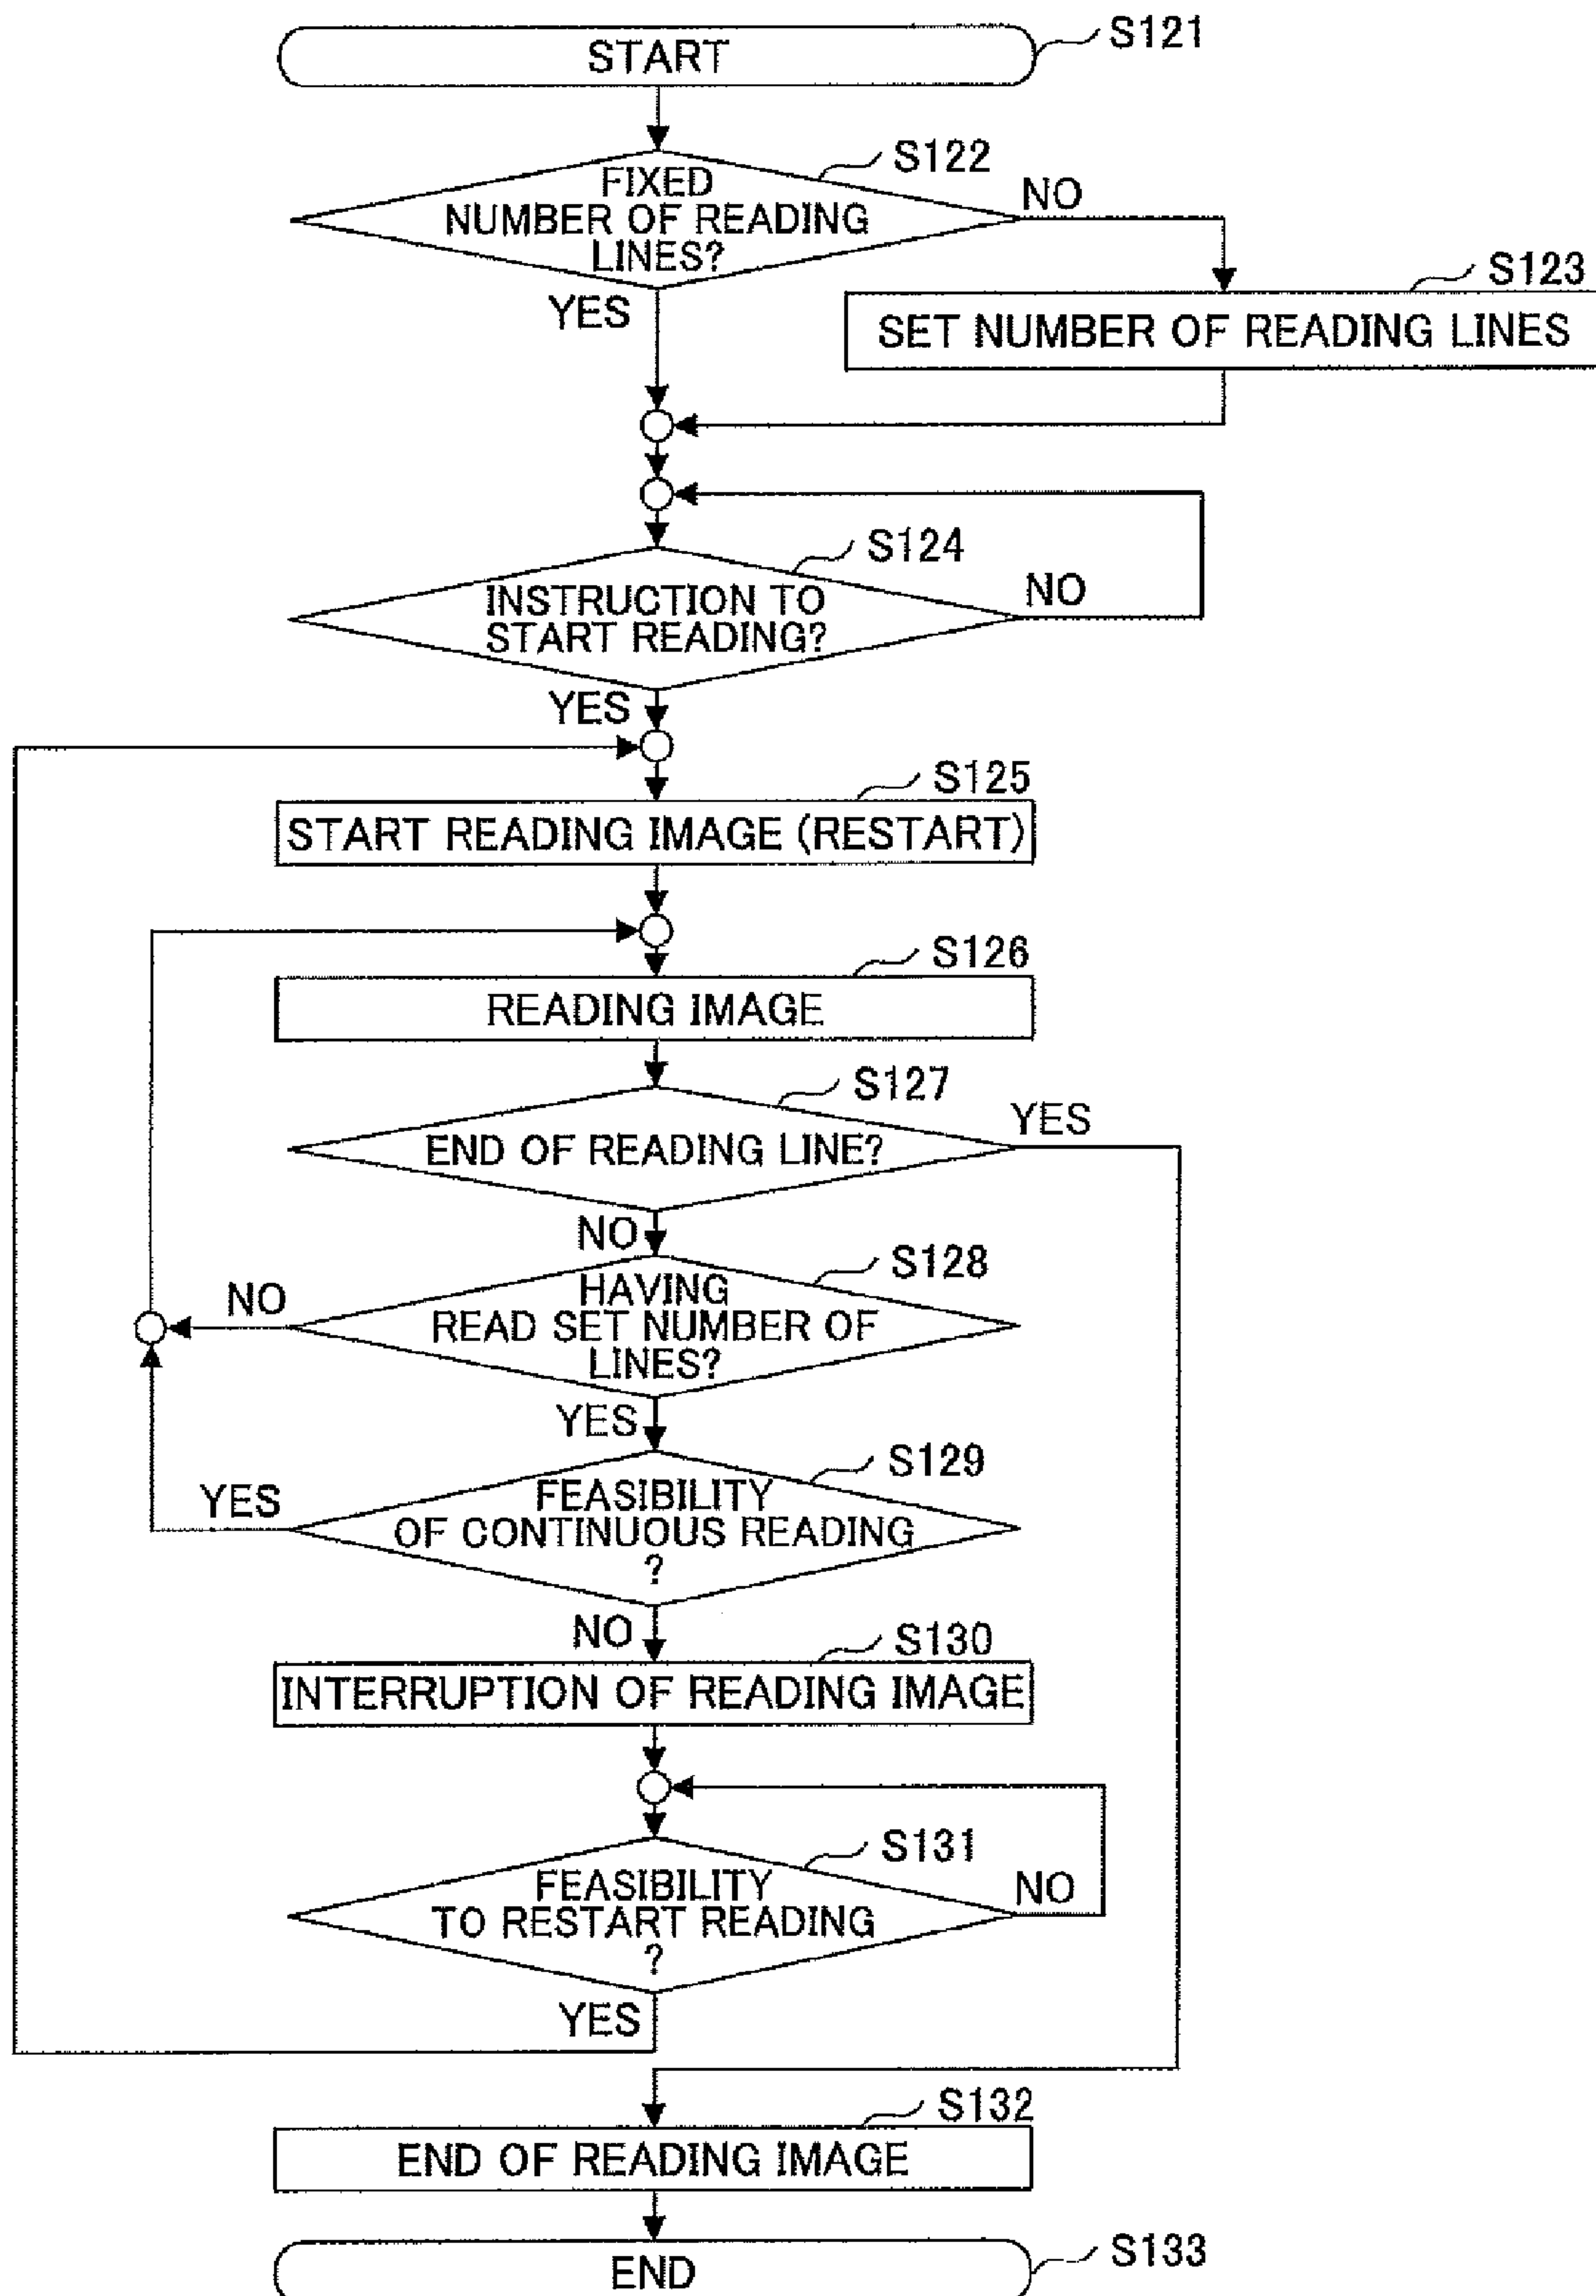 START
S121
S122
FIXED
NUMBER OF READING
LINES?
NO
YES
S123
SET NUMBER OF READING LINES
S124
INSTRUCTION TO
START READING?
NO
YES
S125
START READING IMAGE (RESTART)
S126
READING IMAGE
S127
END OF READING LINE?
YES
NO
S128
HAVING
READ SET NUMBER OF
LINES?
NO
YES
S129
FEASIBILITY
OF CONTINUOUS READING
?
YES
NO
S130
INTERRUPTION OF READING IMAGE
S131
FEASIBILITY
TO RESTART READING
?
NO
YES
S132
END OF READING IMAGE
END
S133